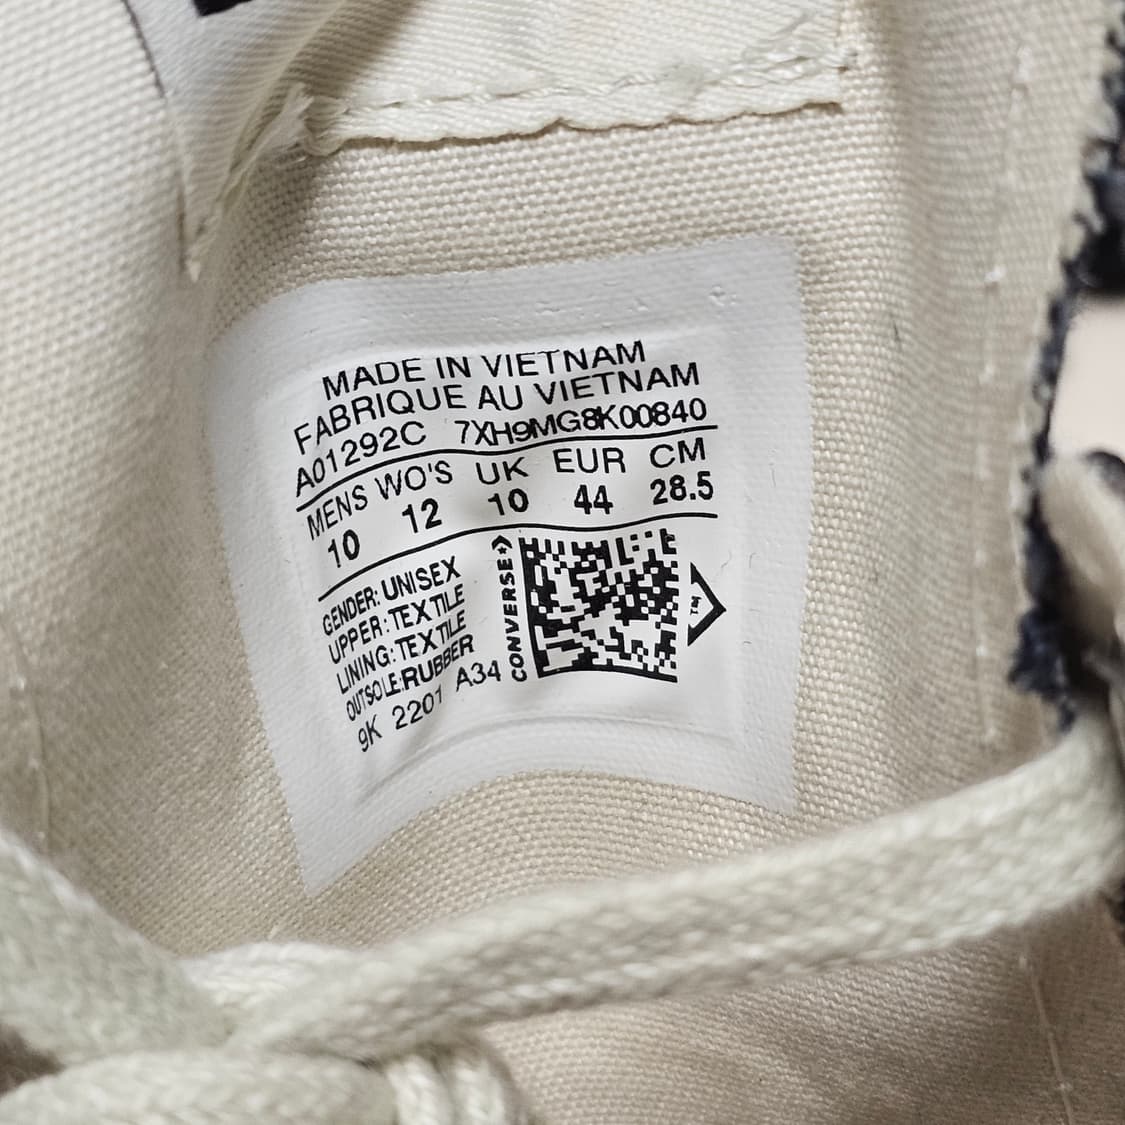 MADE IN VIETNAM
FABRIQUE AU VIETNAM
A01292C 7XH9MG8K00840
MENS WO'S UK EUR CM
10 12 10 44 28.5
GENDER: UNISEX
UPPER: TEXTILE
LINING: TEXTILE
OUTSOLE:RUBBER
9K 2201 A34
CONVERSE
TM